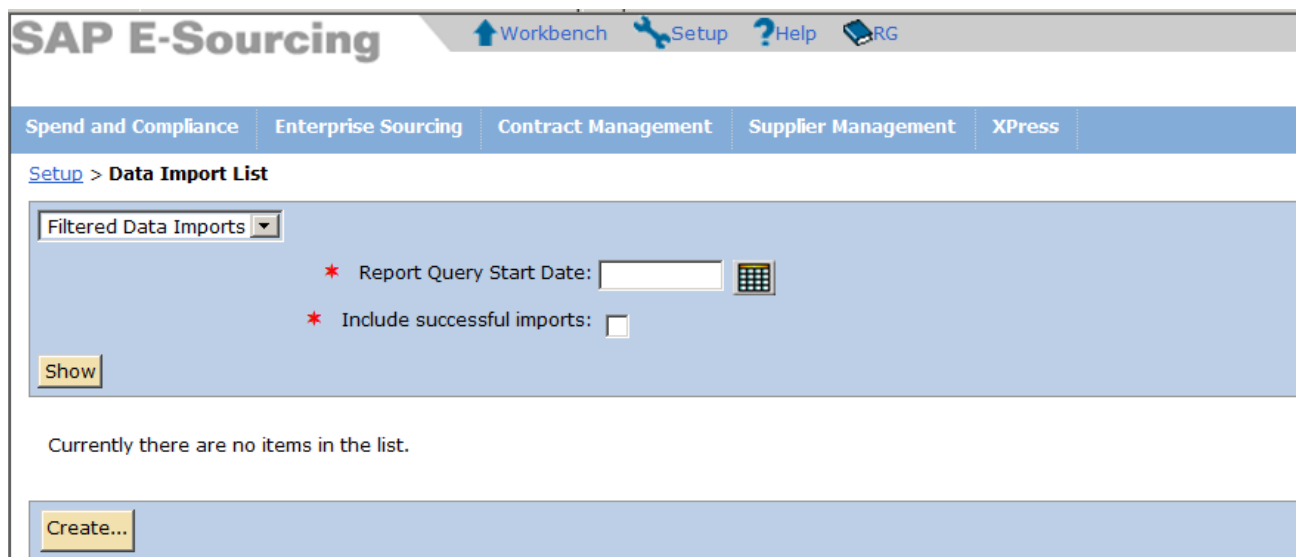 SAP E-Sourcing
Workbench Setup ?Help RG
Spend and Compliance Enterprise Sourcing Contract Management Supplier Management XPress
Setup > Data Import List
Filtered Data Imports
* Report Query Start Date:
* Include successful imports:
Show
Currently there are no items in the list.
Create...